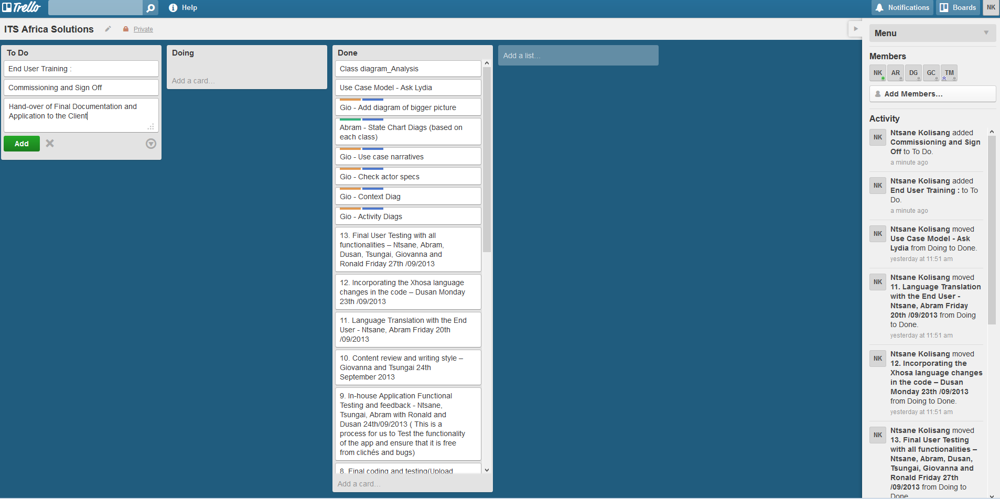 Trello
Help
Notifications
Boards
NK
ITS Africa Solutions
Private
To Do
End User Training :
Commissioning and Sign Off
Hand-over of Final Documentation and
Application to the Client
Add
Doing
Add a card…
Done
Class diagram_Analysis
Use Case Model - Ask Lydia
Gio - Add diagram of bigger picture
Abram - State Chart Diags (based on
each class)
Gio - Use case narratives
Gio - Check actor specs
Gio - Context Diag
Gio - Activity Diags
13. Final User Testing with all
functionalities – Ntsane, Abram,
Dusan, Tsungai, Giovanna and
Ronald Friday 27th /09/2013
12. Incorporating the Xhosa language
changes in the code – Dusan Monday
23th /09/2013
11. Language Translation with the End
User - Ntsane, Abram Friday 20th
/09/2013
10. Content review and writing style –
Giovanna and Tsungai 24th
September 2013
9. In-house Application Functional
Testing and feedback - Ntsane,
Tsungai, Abram with Ronald and
Dusan 24th/09/2013 ( This is a
process for us to Test the functionality
of the app and ensure that it is free
from clichés and bugs)
8. Final coding and testing(Upload
Add a card…
Add a list…
Menu
Members
NK
AR
DG
GC
TM
Add Members…
Activity
NK
Ntsane Kolisang added
Commissioning and Sign
Off to To Do.
a minute ago
NK
Ntsane Kolisang added
End User Training : to To
Do.
a minute ago
NK
Ntsane Kolisang moved
Use Case Model - Ask
Lydia from Doing to Done.
yesterday at 11:51 am
NK
Ntsane Kolisang moved
11. Language Translation
with the End User -
Ntsane, Abram Friday
20th /09/2013 from Doing
to Done.
yesterday at 11:51 am
NK
Ntsane Kolisang moved
12. Incorporating the
Xhosa language changes
in the code – Dusan
Monday 23th /09/2013
from Doing to Done.
yesterday at 11:51 am
NK
Ntsane Kolisang moved
13. Final User Testing
with all functionalities –
Ntsane, Abram, Dusan,
Tsungai, Giovanna and
Ronald Friday 27th
/09/2013 from Doing to
Done.